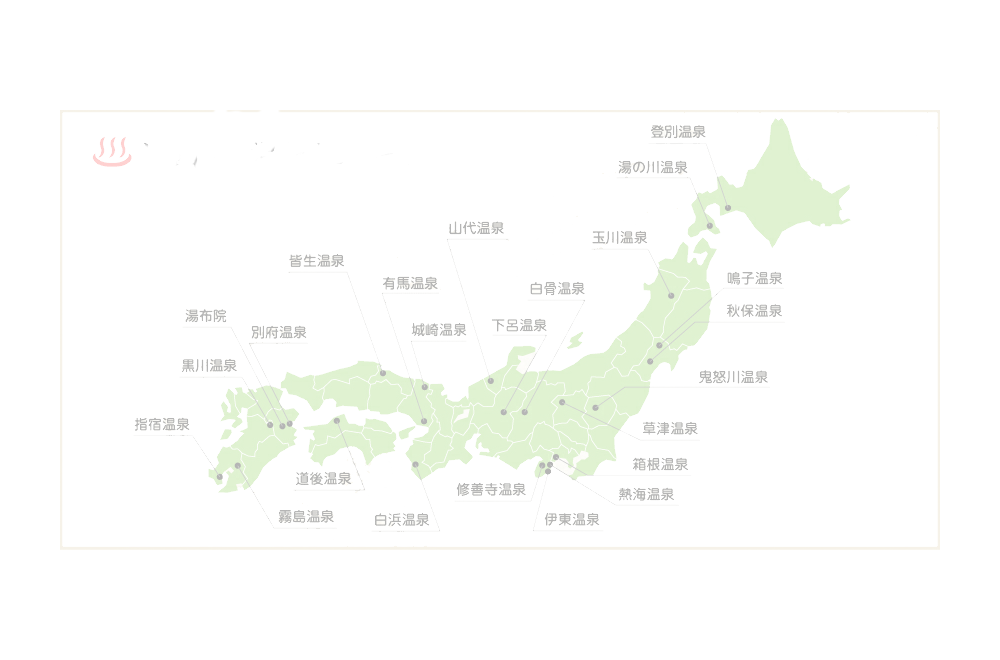 登別温泉
湯の川温泉
山代温泉
玉川温泉
皆生温泉
有馬温泉
白骨温泉
鳴子温泉
秋保温泉
湯布院
別府温泉
城崎温泉
下呂温泉
黒川温泉
鬼怒川温泉
指宿温泉
草津温泉
箱根温泉
道後温泉
修善寺温泉
熱海温泉
霧島温泉
白浜温泉
伊東温泉